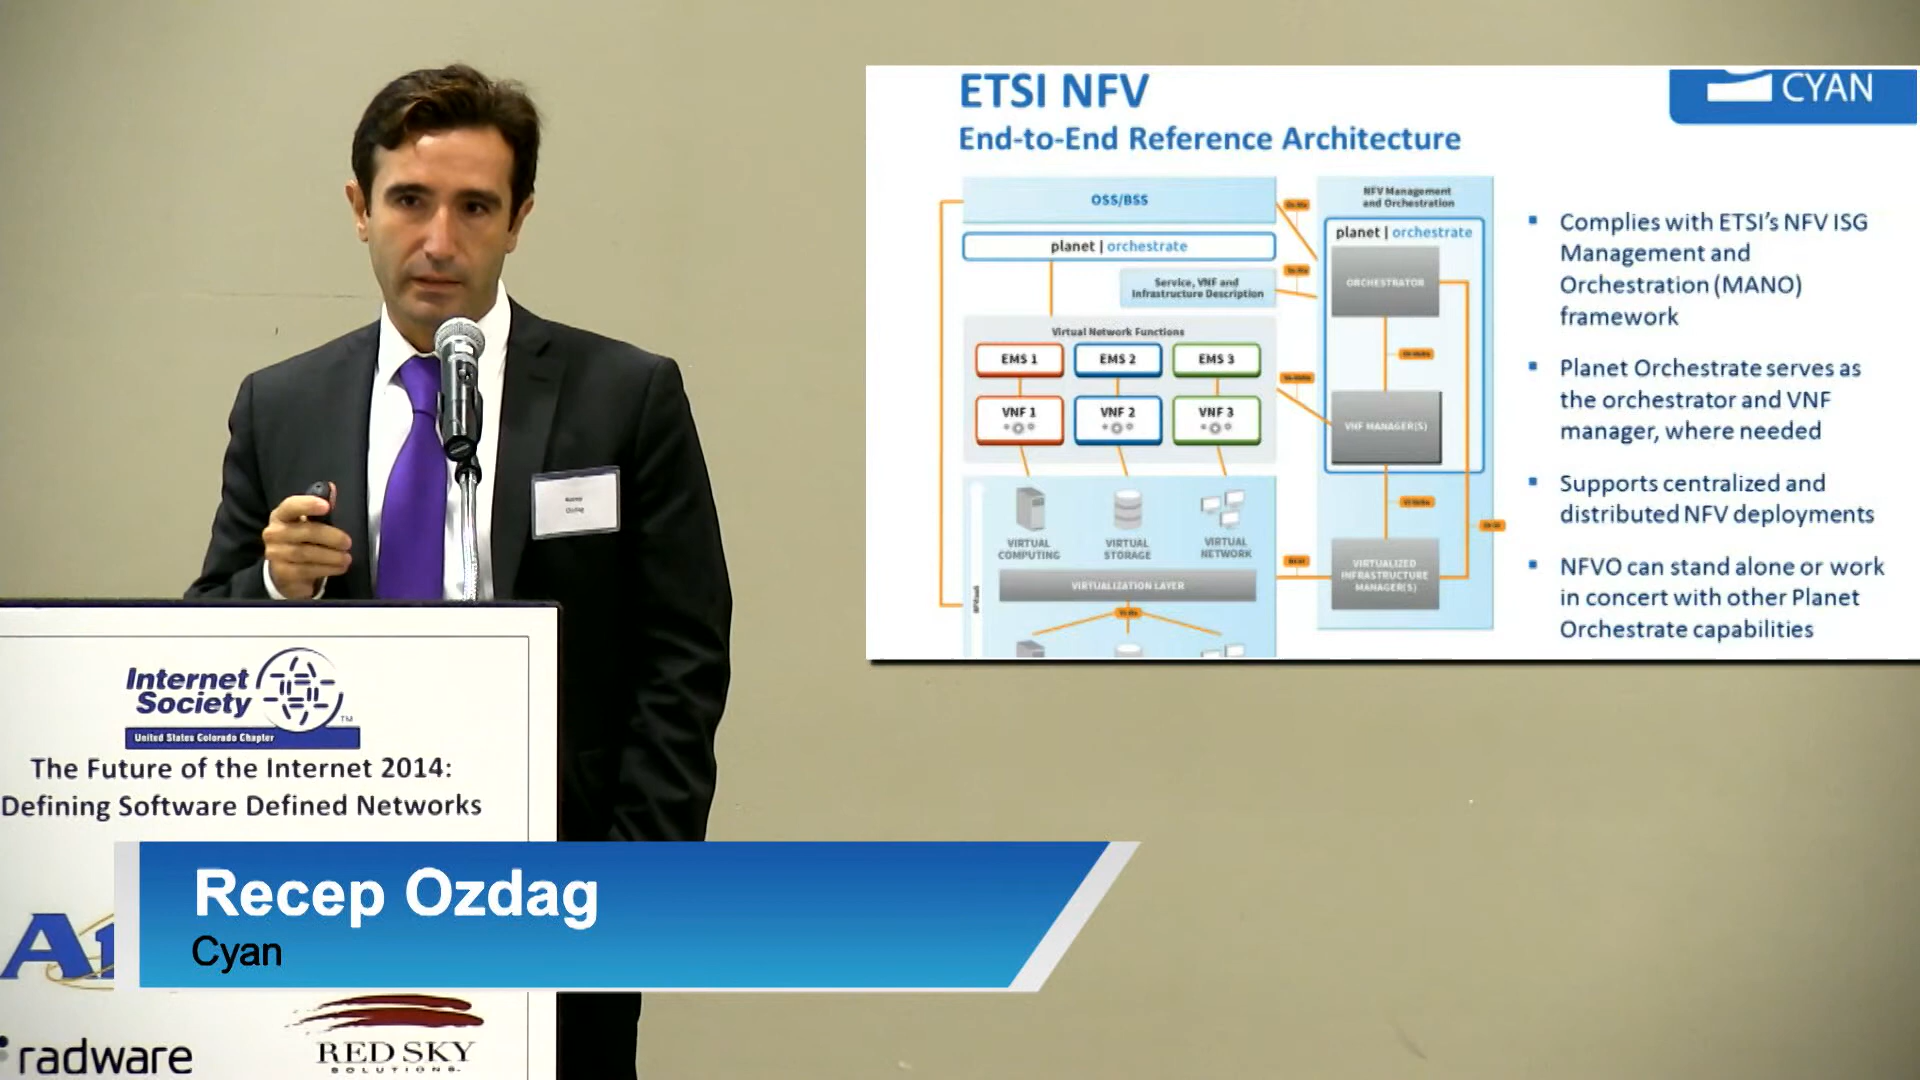 ETSI NFV
End-to-End Reference Architecture
CYAN
OSS/BSS
planet | orchestrate
Service, VNF and
Infrastructure Description
Virtual Network Functions
EMS 1
EMS 2
EMS 3
VNF 1
VNF 2
VNF 3
VIRTUAL
COMPUTING
VIRTUAL
STORAGE
VIRTUAL
NETWORK
VIRTUALIZATION LAYER
NFV Management
and Orchestration
planet | orchestrate
ORCHESTRATOR
VNF MANAGER(S)
VIRTUALIZED
INFRASTRUCTURE
MANAGER(S)
Complies with ETSI's NFV ISG
Management and
Orchestration (MANO)
framework
Planet Orchestrate serves as
the orchestrator and VNF
manager, where needed
Supports centralized and
distributed NFV deployments
NFVO can stand alone or work
in concert with other Planet
Orchestrate capabilities
Internet
Society
TM
United States Colorado Chapter
The Future of the Internet 2014:
Defining Software Defined Networks
Recep Ozdag
Cyan
radware
RED SKY
SOLUTIONS